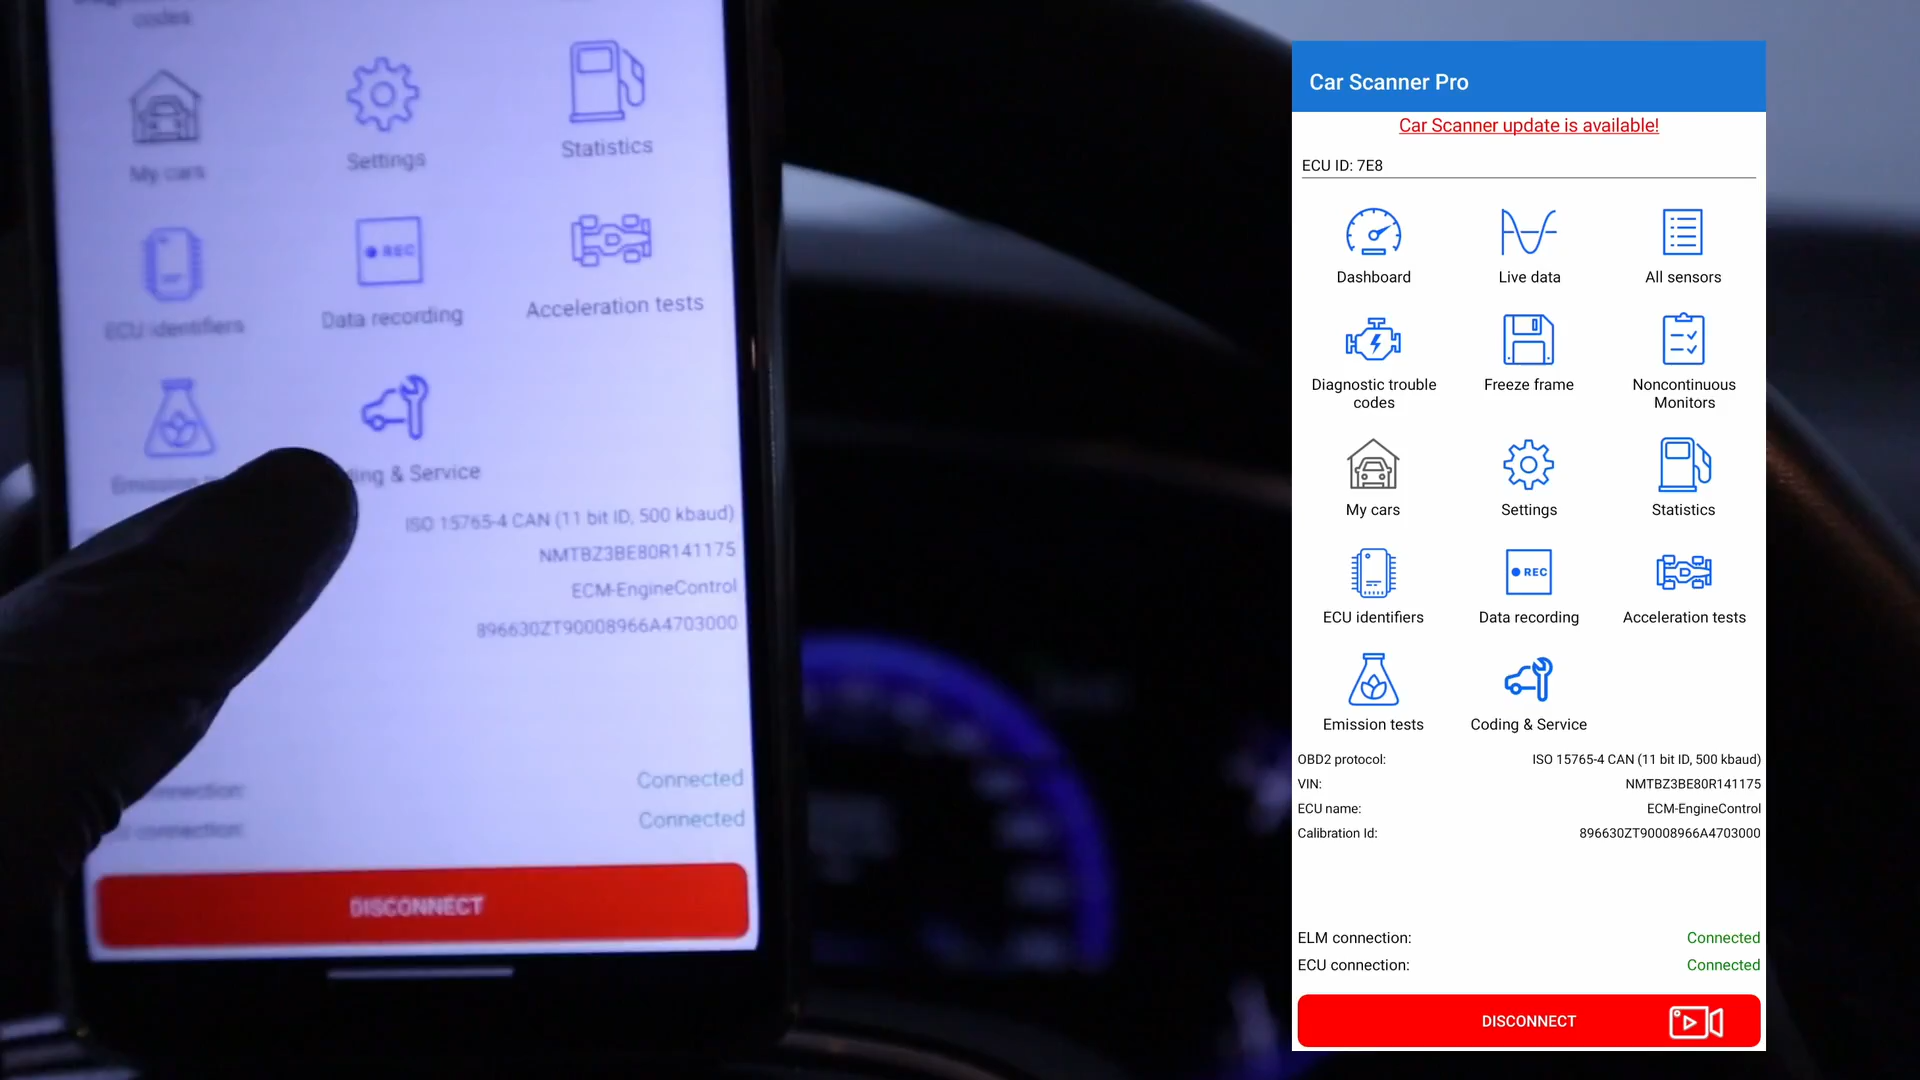 codes
My cars
Settings
Statistics
ECU identifiers
Data recording
Acceleration tests
& Service
ISO 15765-4 CAN (11 bit ID, 500 kbaud)
NMTBZ3BE80R141175
ECM-EngineControl
896630ZT90008966A4703000
Connected
Connected
DISCONNECT
Car Scanner Pro
Car Scanner update is available!
ECU ID: 7E8
Dashboard
Live data
All sensors
Diagnostic trouble
codes
Freeze frame
Noncontinuous
Monitors
My cars
Settings
Statistics
ECU identifiers
REC
Data recording
Acceleration tests
Emission tests
Coding & Service
OBD2 protocol: ISO 15765-4 CAN (11 bit ID, 500 kbaud)
VIN: NMTBZ3BE80R141175
ECU name: ECM-EngineControl
Calibration Id: 896630ZT90008966A4703000
ELM connection: Connected
ECU connection: Connected
DISCONNECT